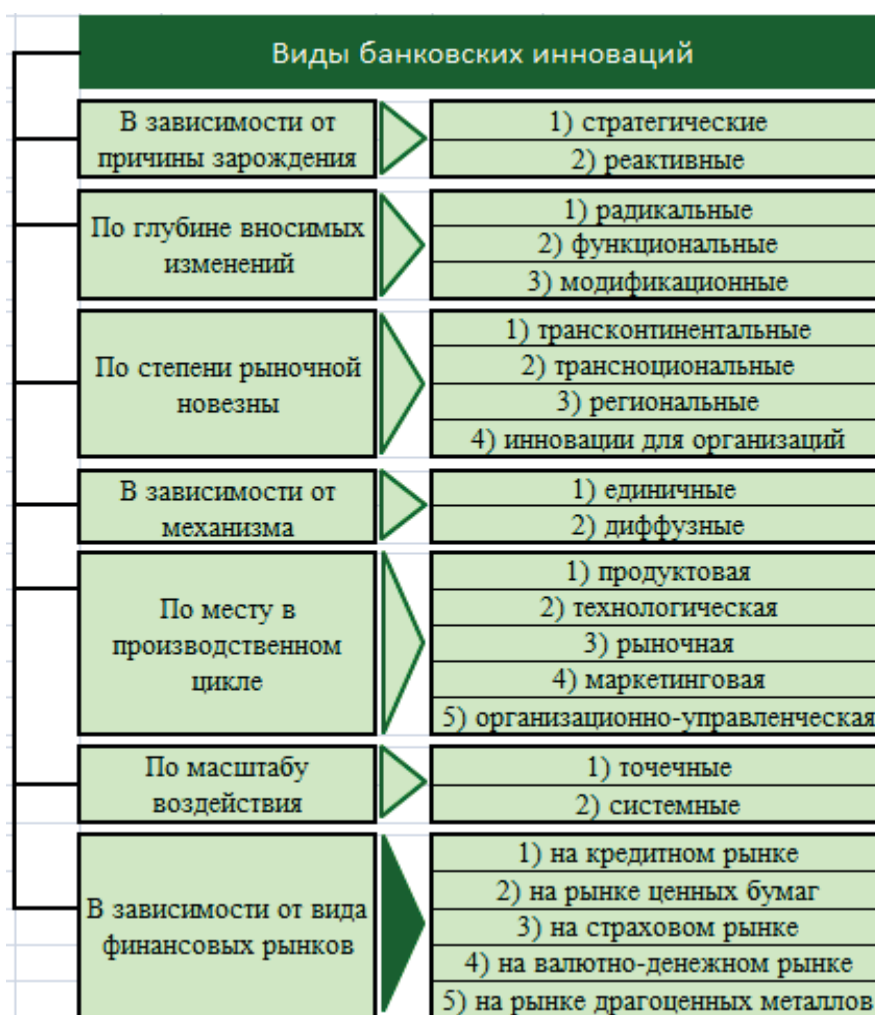 Виды банковских инноваций
В зависимости от
причины зарождения
1) стратегические
2) реактивные
По глубине вносимых
изменений
1) радикальные
2) функциональные
3) модификационные
По степени рыночной
новезны
1) трансконтинентальные
2) трансноциональные
3) региональные
4) инновации для организаций
В зависимости от
механизма
1) единичные
2) диффузные
По месту в
производственном
цикле
1) продуктовая
2) технологическая
3) рыночная
4) маркетинговая
5) организационно-управленческая
По масштабу
воздействия
1) точечные
2) системные
В зависимости от вида
финансовых рынков
1) на кредитном рынке
2) на рынке ценных бумаг
3) на страховом рынке
4) на валютно-денежном рынке
5) на рынке драгоценных металлов